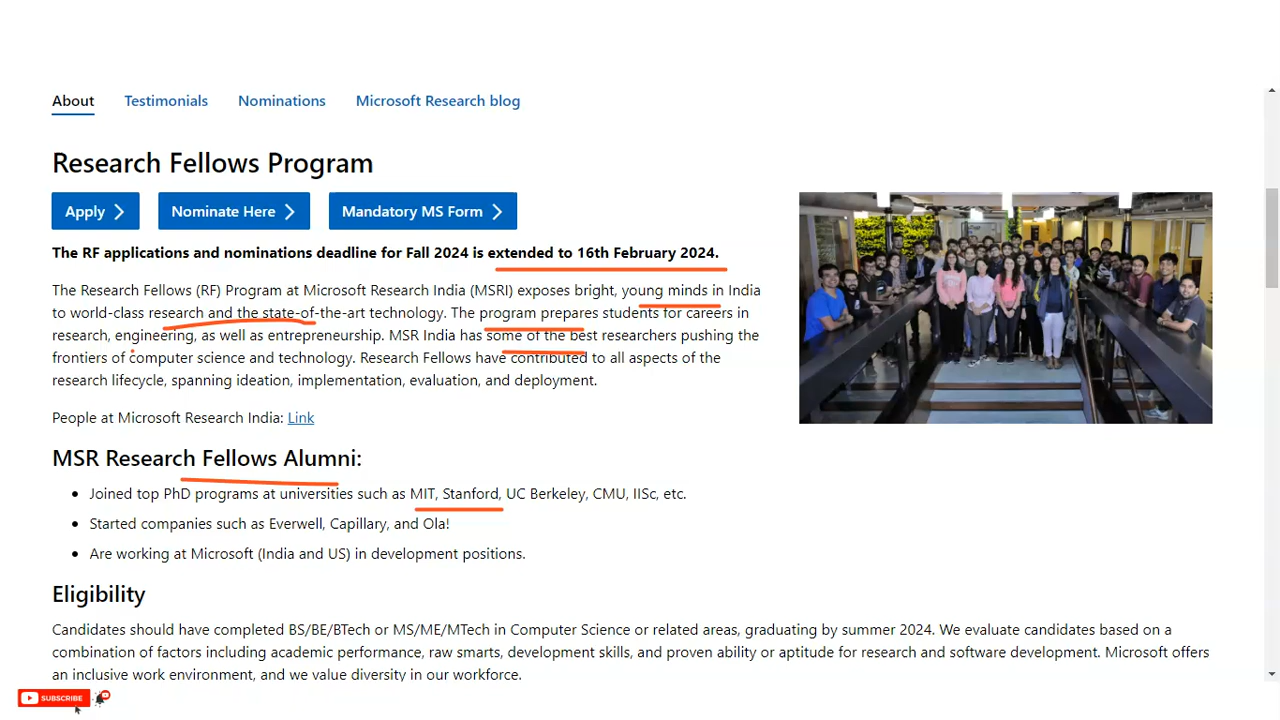 About Testimonials Nominations Microsoft Research blog
Research Fellows Program
Apply Nominate Here Mandatory MS Form
The RF applications and nominations deadline for Fall 2024 is extended to 16th February 2024.
The Research Fellows (RF) Program at Microsoft Research India (MSRI) exposes bright, young minds in India
to world-class research and the state-of-the-art technology. The program prepares students for careers in
research, engineering, as well as entrepreneurship. MSR India has some of the best researchers pushing the
frontiers of computer science and technology. Research Fellows have contributed to all aspects of the
research lifecycle, spanning ideation, implementation, evaluation, and deployment.
People at Microsoft Research India: Link
MSR Research Fellows Alumni:
• Joined top PhD programs at universities such as MIT, Stanford, UC Berkeley, CMU, IISc, etc.
• Started companies such as Everwell, Capillary, and Ola!
• Are working at Microsoft (India and US) in development positions.
Eligibility
Candidates should have completed BS/BE/BTech or MS/ME/MTech in Computer Science or related areas, graduating by summer 2024. We evaluate candidates based on a
combination of factors including academic performance, raw smarts, development skills, and proven ability or aptitude for research and software development. Microsoft offers
an inclusive work environment, and we value diversity in our workforce.
SUBSCRIBE